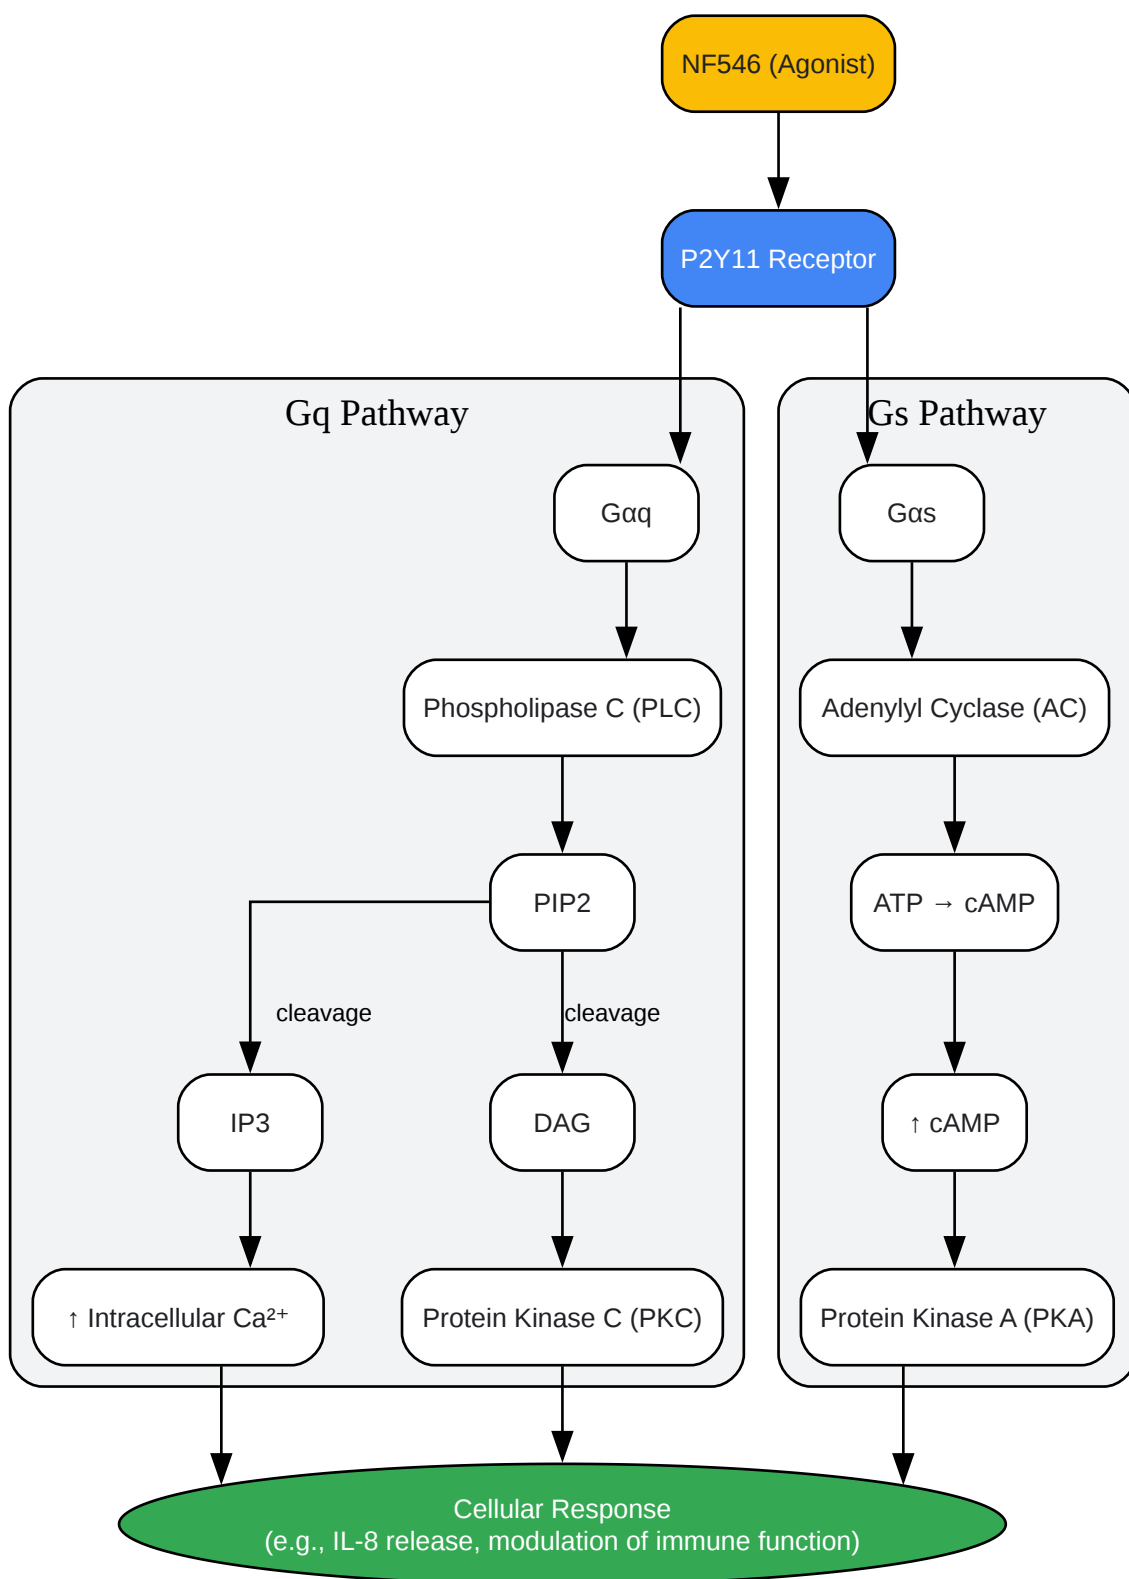 NF546 (Agonist)
P2Y11 Receptor
Gq Pathway
Gs Pathway
Gαq
Gαs
Phospholipase C (PLC)
Adenylyl Cyclase (AC)
PIP2
ATP → cAMP
cleavage
cleavage
IP3
DAG
↑ cAMP
↑ Intracellular Ca²⁺
Protein Kinase C (PKC)
Protein Kinase A (PKA)
Cellular Response
(e.g., IL-8 release, modulation of immune function)